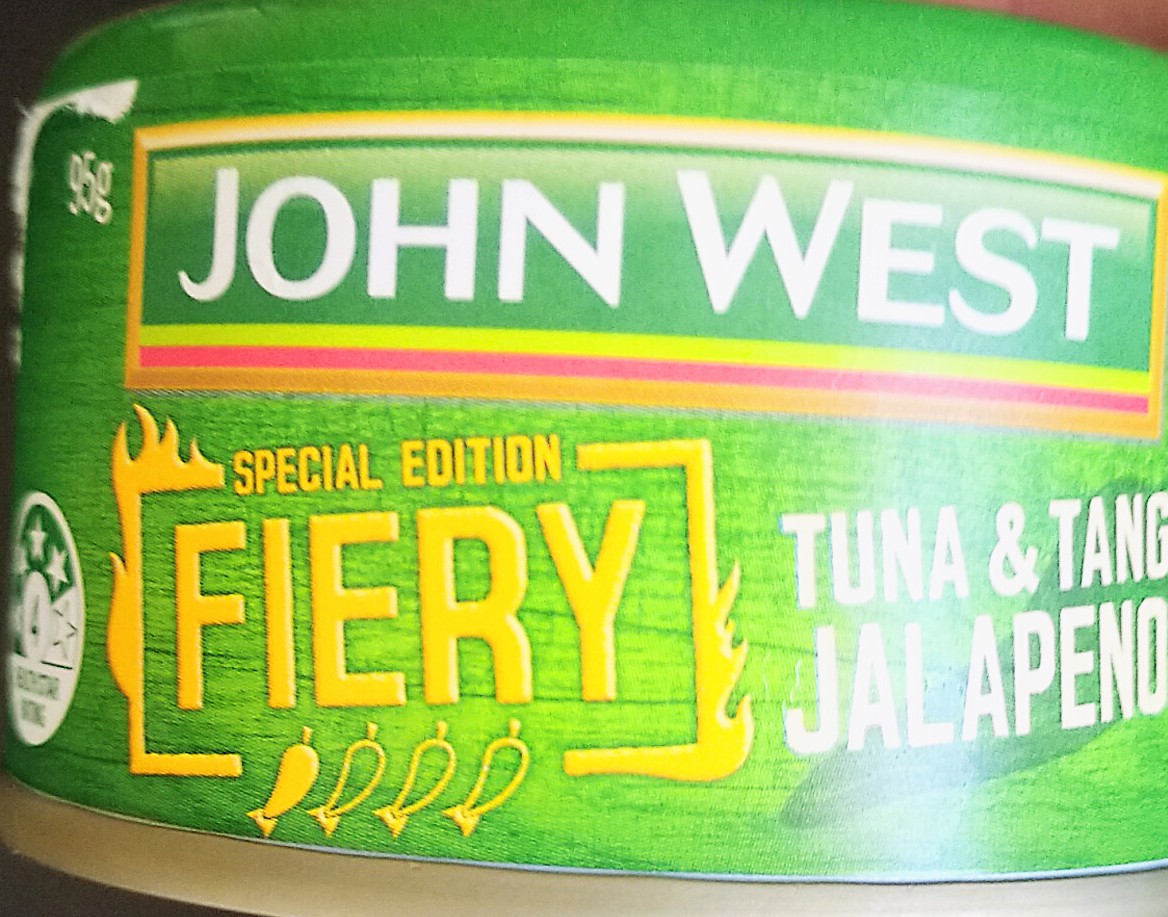 95g
JOHN WEST
SPECIAL EDITION
FIERY
TUNA & TANG
JALAPENO